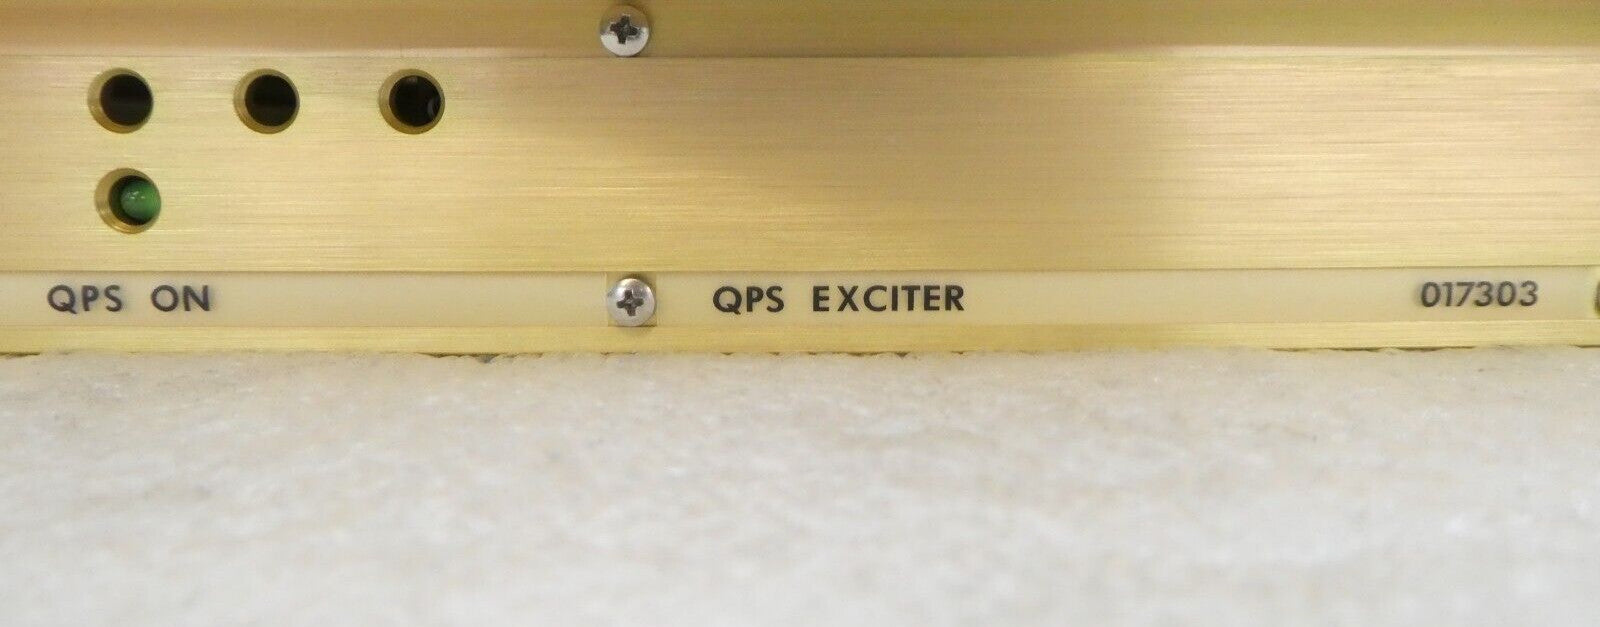 QPS ON QPS EXCITER 017303